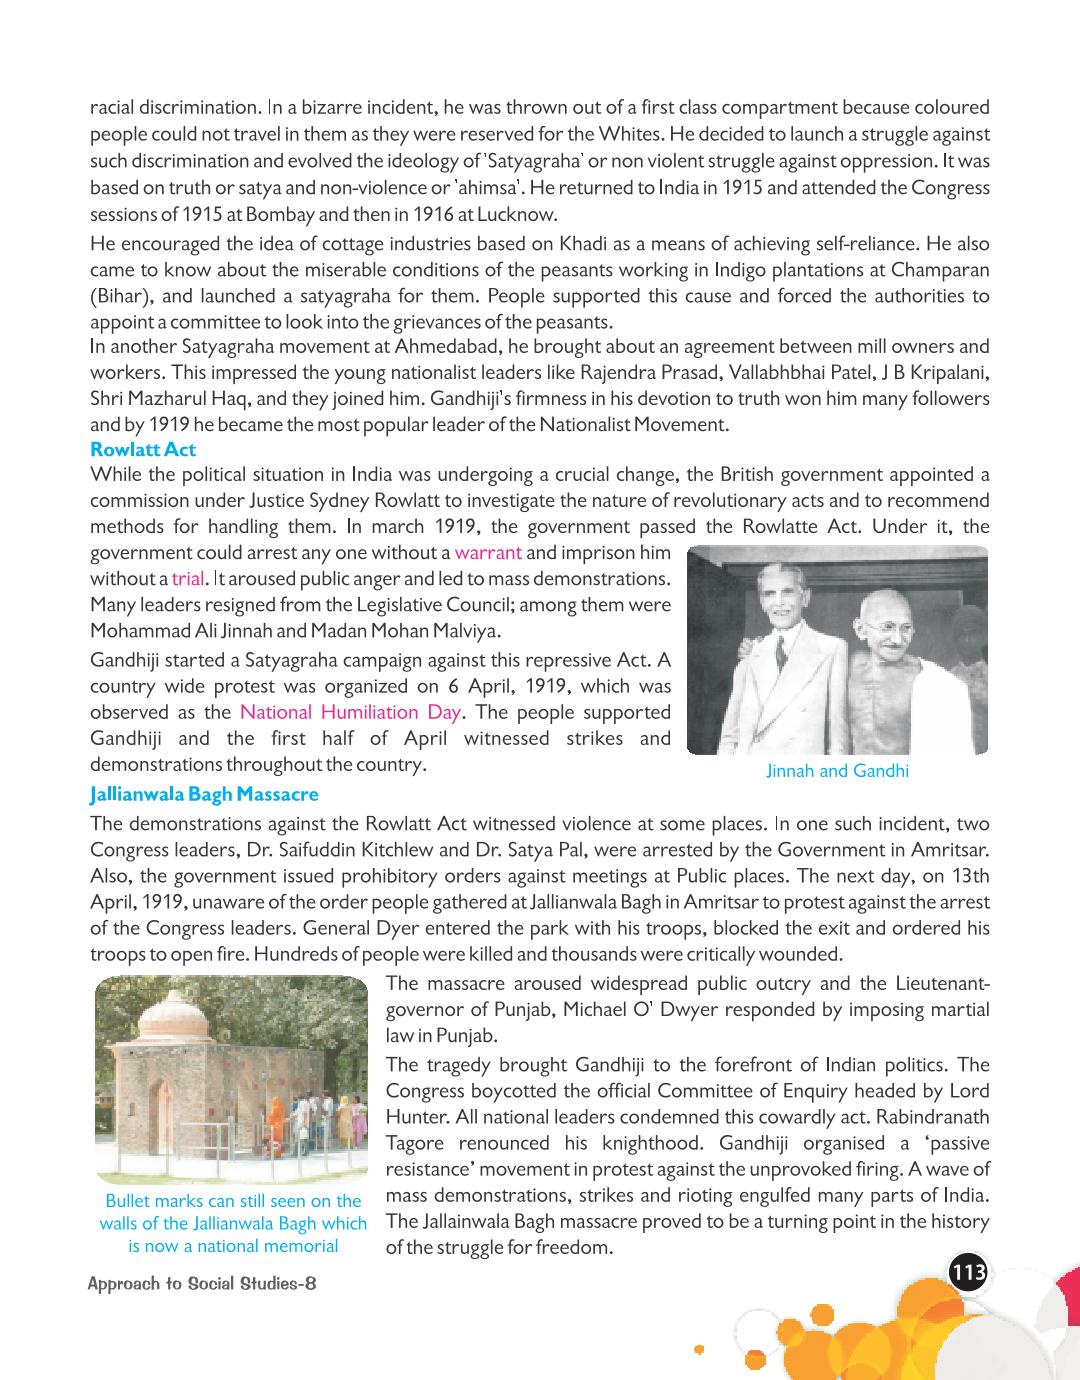 racial discrimination. In a bizarre incident, he was thrown out of a first class compartment because coloured
people could not travel in them as they were reserved for the Whites. He decided to launch a struggle against
such discrimination and evolved the ideology of 'Satyagraha' or non violent struggle against oppression. It was
based on truth or satya and non-violence or 'ahimsa'. He returned to India in 1915 and attended the Congress
sessions of 1915 at Bombay and then in 1916 at Lucknow.
He encouraged the idea of cottage industries based on Khadi as a means of achieving self-reliance. He also
came to know about the miserable conditions of the peasants working in Indigo plantations at Champaran
(Bihar), and launched a satyagraha for them. People supported this cause and forced the authorities to
appoint a committee to look into the grievances of the peasants.
In another Satyagraha movement at Ahmedabad, he brought about an agreement between mill owners and
workers. This impressed the young nationalist leaders like Rajendra Prasad, Vallabhbhai Patel, J B Kripalani,
Shri Mazharul Haq, and they joined him. Gandhiji's firmness in his devotion to truth won him many followers
and by 1919 he became the most popular leader of the Nationalist Movement.
Rowlatt Act
While the political situation in India was undergoing a crucial change, the British government appointed a
commission under Justice Sydney Rowlatt to investigate the nature of revolutionary acts and to recommend
methods for handling them. In march 1919, the government passed the Rowlatte Act. Under it, the
government could arrest any one without a warrant and imprison him
without a trial. It aroused public anger and led to mass demonstrations.
Many leaders resigned from the Legislative Council; among them were
Mohammad Ali Jinnah and Madan Mohan Malviya.
Gandhiji started a Satyagraha campaign against this repressive Act. A
country wide protest was organized on 6 April, 1919, which was
observed as the National Humiliation Day. The people supported
Gandhiji and the first half of April witnessed strikes and
demonstrations throughout the country.
Jinnah and Gandhi
Jallianwala Bagh Massacre
The demonstrations against the Rowlatt Act witnessed violence at some places. In one such incident, two
Congress leaders, Dr. Saifuddin Kitchlew and Dr. Satya Pal, were arrested by the Government in Amritsar.
Also, the government issued prohibitory orders against meetings at Public places. The next day, on 13th
April, 1919, unaware of the order people gathered at Jallianwala Bagh in Amritsar to protest against the arrest
of the Congress leaders. General Dyer entered the park with his troops, blocked the exit and ordered his
troops to open fire. Hundreds of people were killed and thousands were critically wounded.
The massacre aroused widespread public outcry and the Lieutenant-
governor of Punjab, Michael O' Dwyer responded by imposing martial
law in Punjab.
The tragedy brought Gandhiji to the forefront of Indian politics. The
Congress boycotted the official Committee of Enquiry headed by Lord
Hunter. All national leaders condemned this cowardly act. Rabindranath
Tagore renounced his knighthood. Gandhiji organised a 'passive
resistance' movement in protest against the unprovoked firing. A wave of
mass demonstrations, strikes and rioting engulfed many parts of India.
The Jallainwala Bagh massacre proved to be a turning point in the history
of the struggle for freedom.
Bullet marks can still seen on the
walls of the Jallianwala Bagh which
is now a national memorial
Approach to Social Studies-8
113